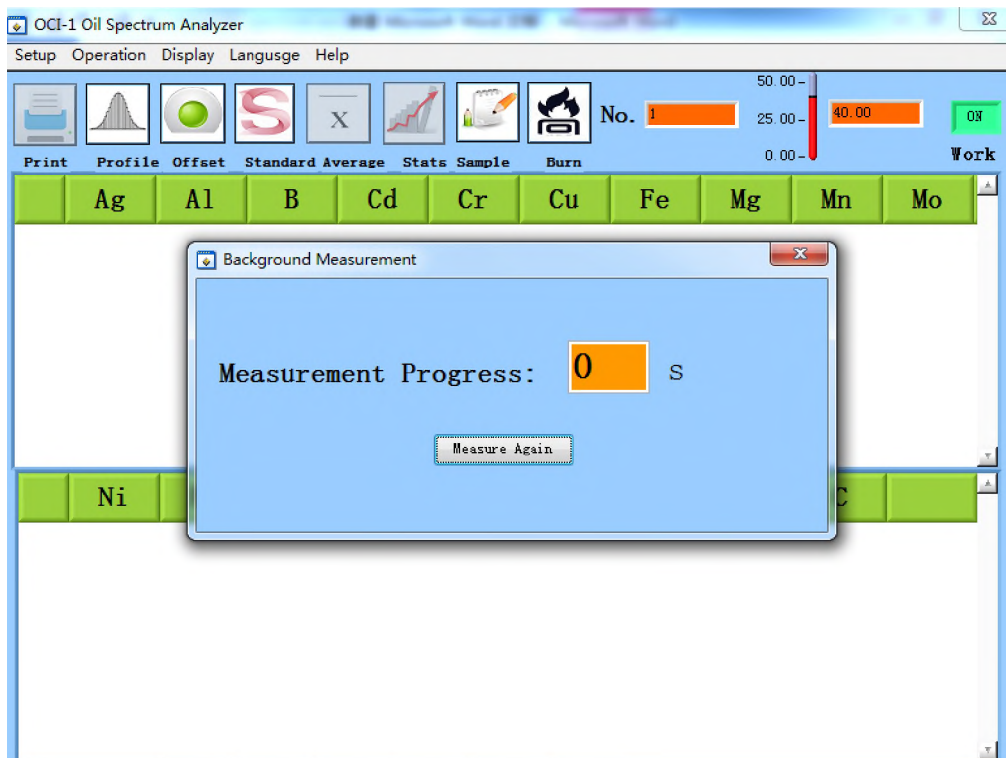 OCI-1 Oil Spectrum Analyzer
Setup Operation Display Langusge Help
50.00
25.00
0.00
No. 1
40.00
ON
X
Print Profile Offset Standard Average Stats Sample Burn
Work
Ag Al B Cd Cr Cu Fe Mg Mn Mo
Background Measurement
Measurement Progress: 0 S
Measure Again
Ni C